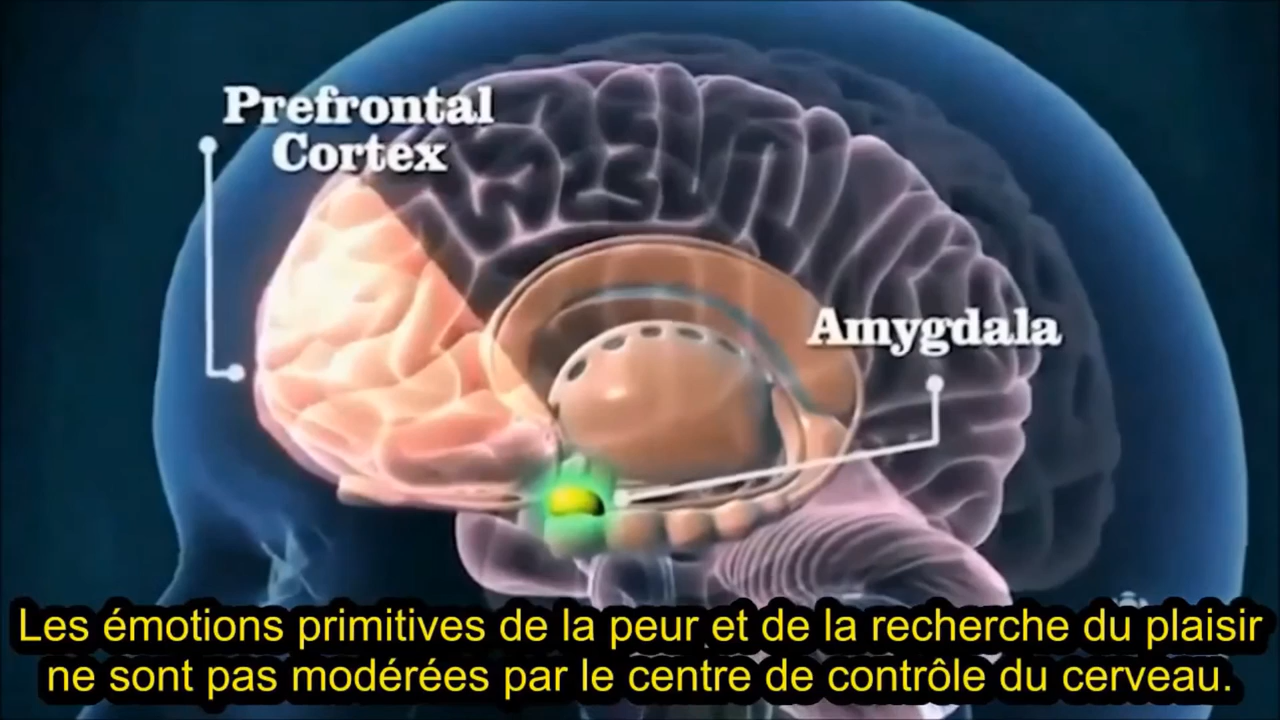 Prefrontal
Cortex
Amygdala
Les émotions primitives de la peur et de la recherche du plaisir
ne sont pas modérées par le centre de contrôle du cerveau.